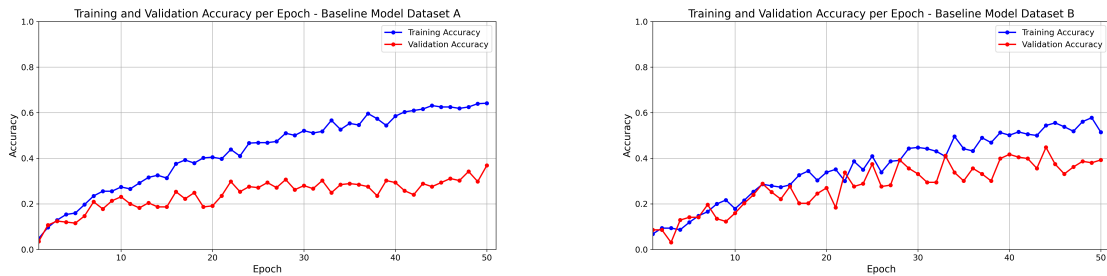 Training and Validation Accuracy per Epoch - Baseline Model Dataset A
Training Accuracy
Validation Accuracy
Accuracy
1.0
0.8
0.6
0.4
0.2
0.0
10
20
30
40
50
Epoch
Training and Validation Accuracy per Epoch - Baseline Model Dataset B
Training Accuracy
Validation Accuracy
Accuracy
1.0
0.8
0.6
0.4
0.2
0.0
10
20
30
40
50
Epoch